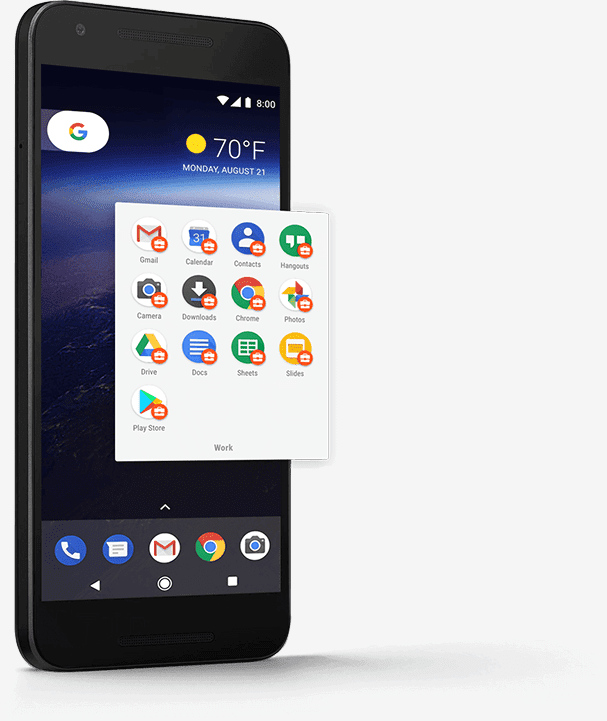 8:00
G
70°F
MONDAY, AUGUST 21
Gmail
31
Calendar
Contacts
Hangouts
Camera
Downloads
Chrome
Photos
Drive
Docs
Sheets
Slides
Play Store
Work